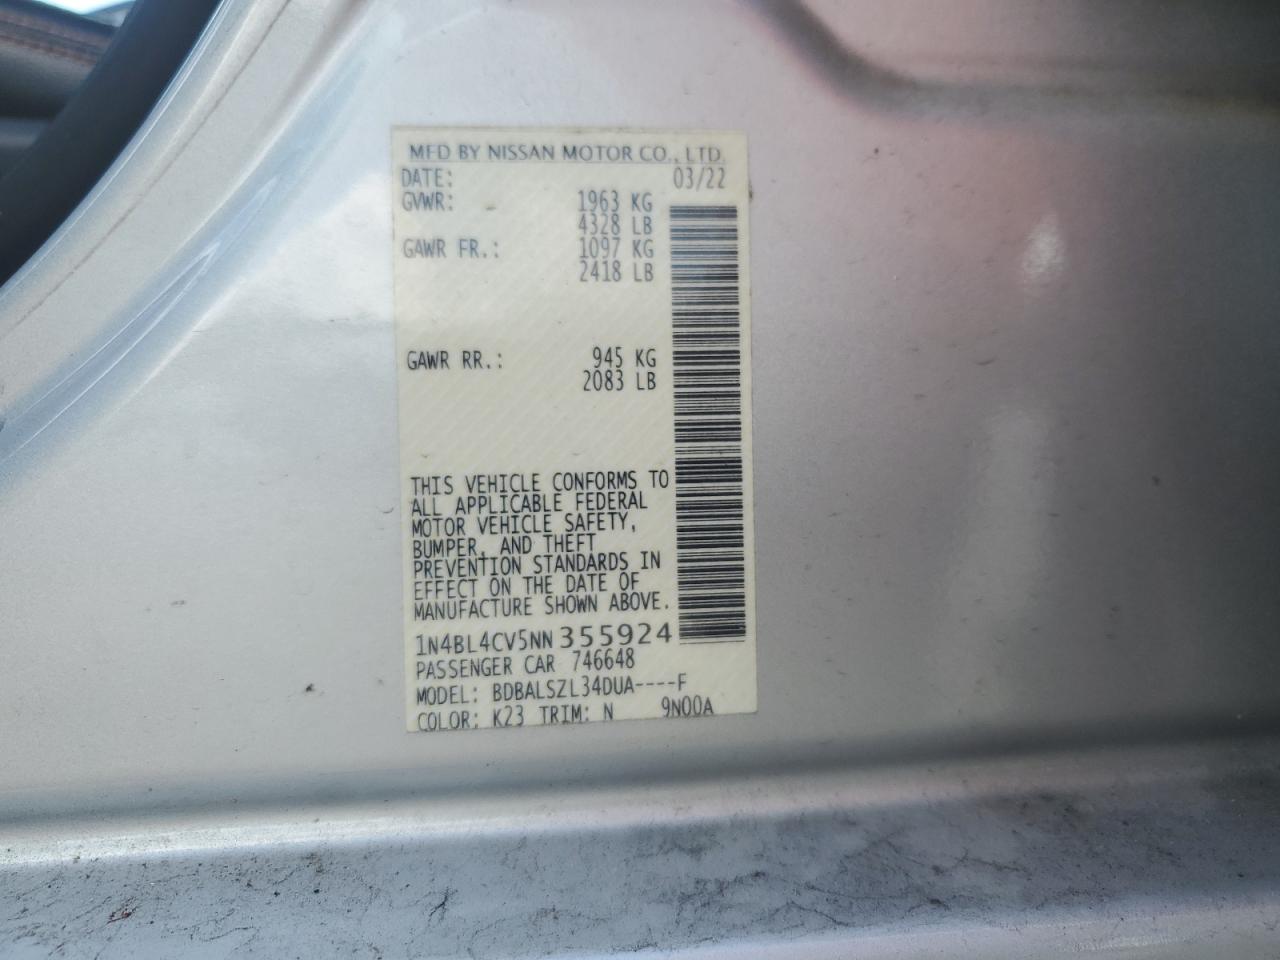 MFD BY NISSAN MOTOR CO., LTD.
DATE: 03/22
GVWR: 1963 KG
4328 LB
GAWR FR.: 1097 KG
2418 LB
GAWR RR.: 945 KG
2083 LB
THIS VEHICLE CONFORMS TO
ALL APPLICABLE FEDERAL
MOTOR VEHICLE SAFETY,
BUMPER, AND THEFT
PREVENTION STANDARDS IN
EFFECT ON THE DATE OF
MANUFACTURE SHOWN ABOVE.
1N4BL4CV5NN355924
PASSENGER CAR 746648
MODEL: BDBALSZL34DUA----F
COLOR: K23 TRIM: N 9N00A